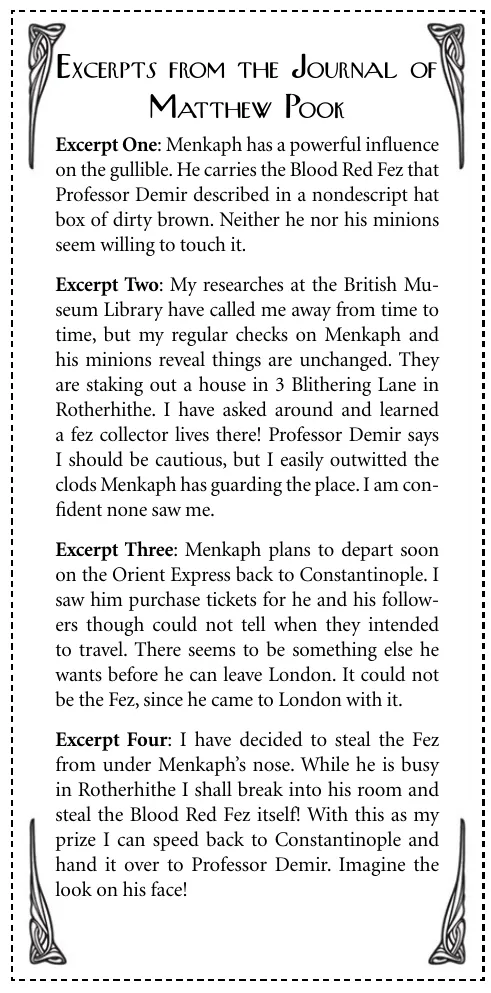 Excerpts from the Journal of
Matthew Pook
Excerpt One: Menkaph has a powerful influence
on the gullible. He carries the Blood Red Fez that
Professor Demir described in a nondescript hat
box of dirty brown. Neither he nor his minions
seem willing to touch it.
Excerpt Two: My researches at the British Mu-
seum Library have called me away from time to
time, but my regular checks on Menkaph and
his minions reveal things are unchanged. They
are staking out a house in 3 Blithering Lane in
Rotherhithe. I have asked around and learned
a fez collector lives there! Professor Demir says
I should be cautious, but I easily outwitted the
clods Menkaph has guarding the place. I am con-
fident none saw me.
Excerpt Three: Menkaph plans to depart soon
on the Orient Express back to Constantinople. I
saw him purchase tickets for he and his follow-
ers though could not tell when they intended
to travel. There seems to be something else he
wants before he can leave London. It could not
be the Fez, since he came to London with it.
Excerpt Four: I have decided to steal the Fez
from under Menkaph's nose. While he is busy
in Rotherhithe I shall break into his room and
steal the Blood Red Fez itself! With this as my
prize I can speed back to Constantinople and
hand it over to Professor Demir. Imagine the
look on his face!